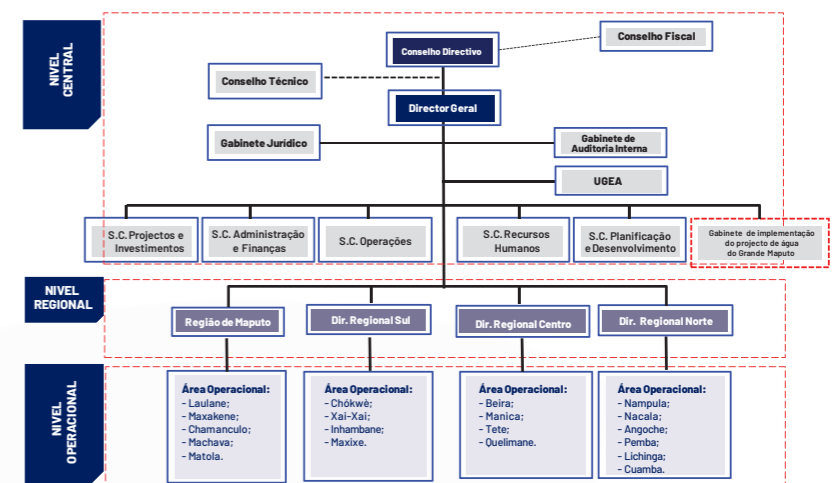 NIVEL
CENTRAL
Conselho Directivo
Conselho Fiscal
Conselho Técnico
Director Geral
Gabinete Jurídico
Gabinete de
Auditoria Interna
UGEA
S.C. Projectos e
Investimentos
S.C. Administração
e Finanças
S.C. Operações
S.C. Recursos
Humanos
S.C. Planificação
e Desenvolvimento
Gabinete de implementação
do projecto de água
do Grande Maputo
NIVEL
REGIONAL
Região de Maputo
Dir. Regional Sul
Dir. Regional Centro
Dir. Regional Norte
NIVEL
OPERACIONAL
Área Operacional:
- Laulane;
- Maxakene;
- Chamanculo;
- Machava;
- Matola.
Área Operacional:
- Chókwè;
- Xai-Xai;
- Inhambane;
- Maxixe.
Área Operacional:
- Beira;
- Manica;
- Tete;
- Quelimane.
Área Operacional:
- Nampula;
- Nacala;
- Angoche;
- Pemba;
- Lichinga;
- Cuamba.